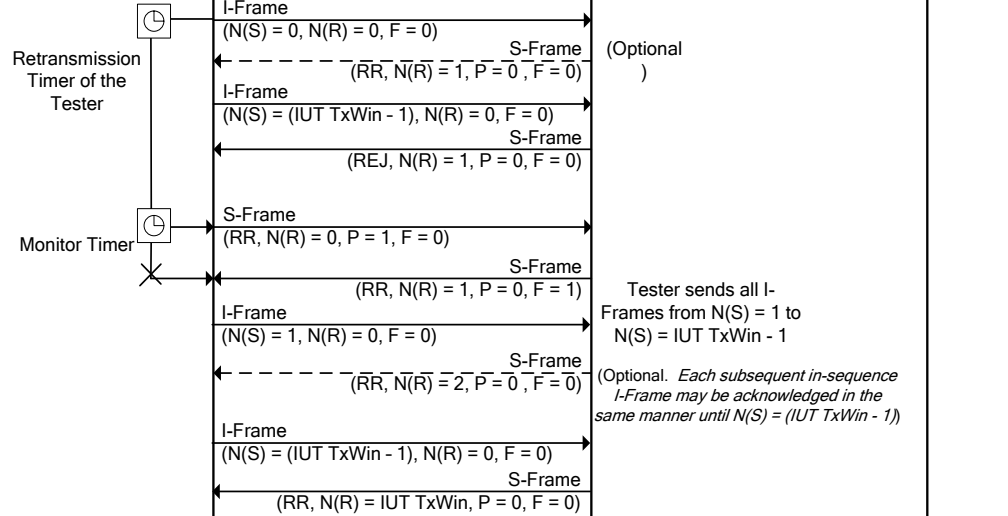 I-Frame
(N(S) = 0, N(R) = 0, F = 0)
S-Frame
(RR, N(R) = 1, P = 0 , F = 0)
(Optional
)
Retransmission
Timer of the
Tester
I-Frame
(N(S) = (IUT TxWin - 1), N(R) = 0, F = 0)
S-Frame
(REJ, N(R) = 1, P = 0, F = 0)
S-Frame
(RR, N(R) = 0, P = 1, F = 0)
Monitor Timer
S-Frame
(RR, N(R) = 1, P = 0, F = 1)
Tester sends all I-
Frames from N(S) = 1 to
N(S) = IUT TxWin - 1
I-Frame
(N(S) = 1, N(R) = 0, F = 0)
S-Frame
(RR, N(R) = 2, P = 0 , F = 0)
(Optional. Each subsequent in-sequence
I-Frame may be acknowledged in the
same manner until N(S) = (IUT TxWin - 1))
I-Frame
(N(S) = (IUT TxWin - 1), N(R) = 0, F = 0)
S-Frame
(RR, N(R) = IUT TxWin, P = 0, F = 0)